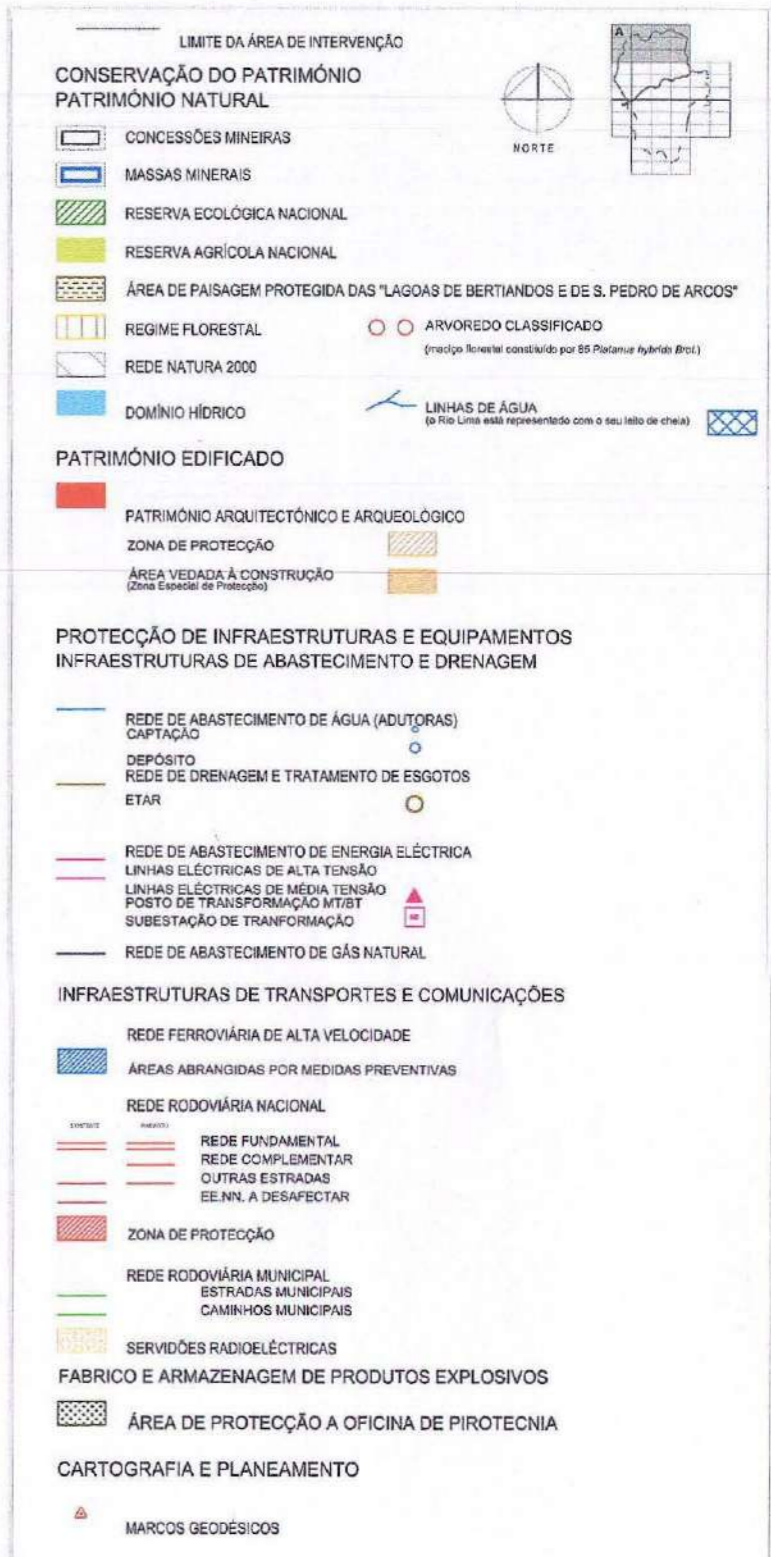 LIMITE DA ÁREA DE INTERVENÇÃO
A
NORTE
CONSERVAÇÃO DO PATRIMÓNIO
PATRIMÓNIO NATURAL
CONCESSÕES MINEIRAS
MASSAS MINERAIS
RESERVA ECOLÓGICA NACIONAL
RESERVA AGRÍCOLA NACIONAL
ÁREA DE PAISAGEM PROTEGIDA DAS "LAGOAS DE BERTIANDOS E DE S. PEDRO DE ARCOS"
REGIME FLORESTAL
ARVOREDO CLASSIFICADO
(maciço florestal constituído por 85 Platanus hybrida Brot.)
REDE NATURA 2000
DOMÍNIO HÍDRICO
LINHAS DE ÁGUA
(o Rio Lima está representado com o seu leito de cheia)
PATRIMÓNIO EDIFICADO
PATRIMÓNIO ARQUITECTÓNICO E ARQUEOLÓGICO
ZONA DE PROTECÇÃO
ÁREA VEDADA À CONSTRUÇÃO
(Zona Especial de Protecção)
PROTECÇÃO DE INFRAESTRUTURAS E EQUIPAMENTOS
INFRAESTRUTURAS DE ABASTECIMENTO E DRENAGEM
REDE DE ABASTECIMENTO DE ÁGUA (ADUTORAS)
CAPTAÇÃO
DEPÓSITO
REDE DE DRENAGEM E TRATAMENTO DE ESGOTOS
ETAR
REDE DE ABASTECIMENTO DE ENERGIA ELÉCTRICA
LINHAS ELÉCTRICAS DE ALTA TENSÃO
LINHAS ELÉCTRICAS DE MÉDIA TENSÃO
POSTO DE TRANSFORMAÇÃO MT/BT
SUBESTAÇÃO DE TRANFORMAÇÃO
REDE DE ABASTECIMENTO DE GÁS NATURAL
INFRAESTRUTURAS DE TRANSPORTES E COMUNICAÇÕES
REDE FERROVIÁRIA DE ALTA VELOCIDADE
ÁREAS ABRANGIDAS POR MEDIDAS PREVENTIVAS
REDE RODOVIÁRIA NACIONAL
REDE FUNDAMENTAL
REDE COMPLEMENTAR
OUTRAS ESTRADAS
EE.NN. A DESAFECTAR
ZONA DE PROTECÇÃO
REDE RODOVIÁRIA MUNICIPAL
ESTRADAS MUNICIPAIS
CAMINHOS MUNICIPAIS
SERVIDÕES RADIOELÉCTRICAS
FABRICO E ARMAZENAGEM DE PRODUTOS EXPLOSIVOS
ÁREA DE PROTECÇÃO A OFICINA DE PIROTECNIA
CARTOGRAFIA E PLANEAMENTO
MARCOS GEODÉSICOS